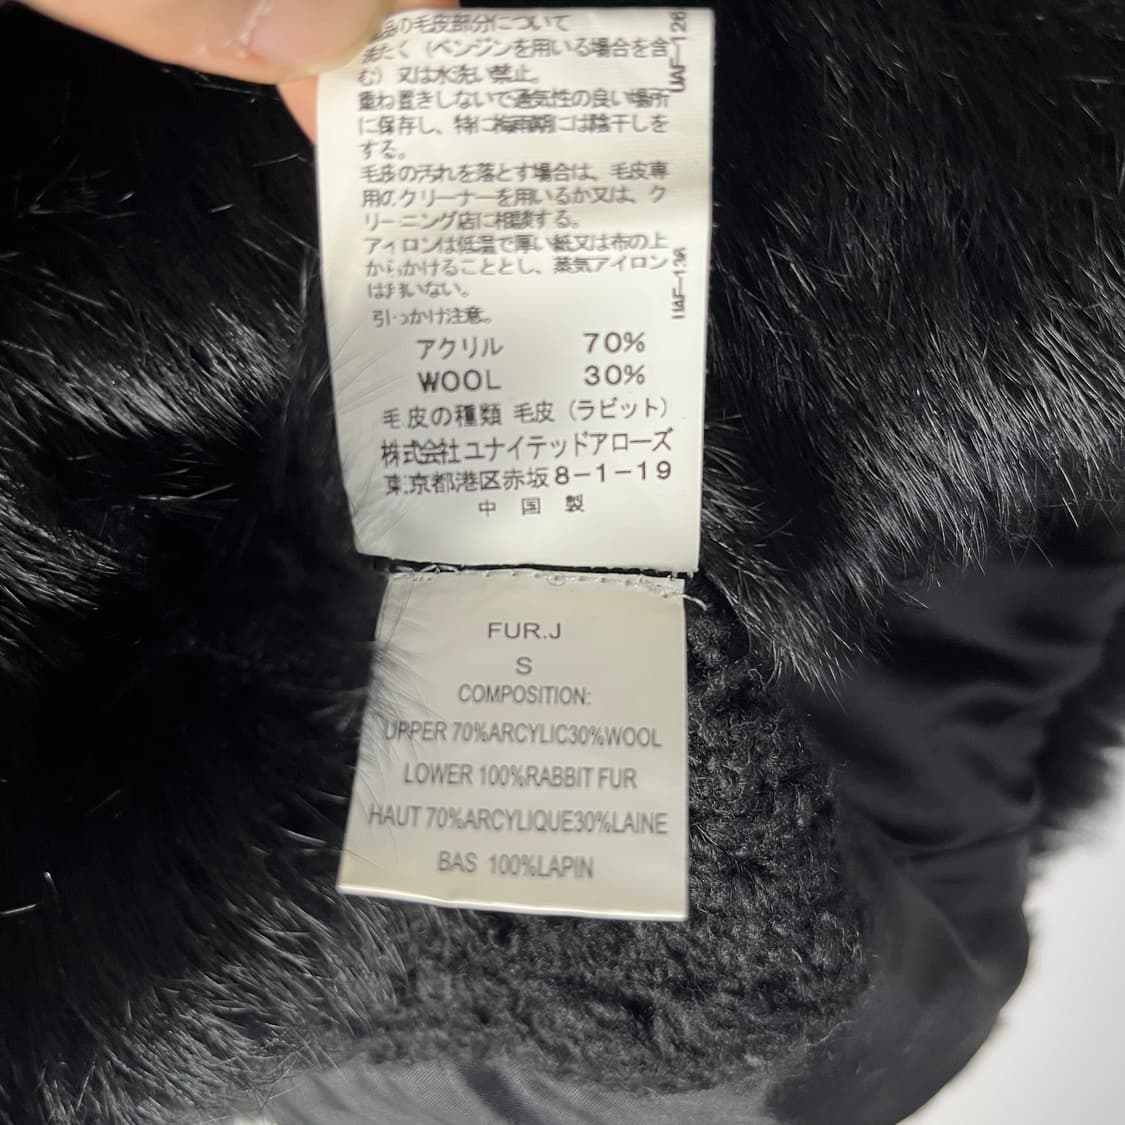 の毛皮部分について
洗たく（ベンジンを用いる場合を含
む）又は水洗い禁止。
重ね置きしないで通気性の良い場所
に保存し、特に梅雨期には陰干しを
する。
毛皮の汚れを落とす場合は、毛皮専
用のクリーナーを用いるか又は、ク
リーニング店に相談する。
アイロンは低温で厚い紙又は布の上
からかけることとし、蒸気アイロン
は用いない。
引っかけ注意。
アクリル 70%
WOOL 30%
毛皮の種類 毛皮（ラビット）
株式会社ユナイテッドアローズ
東京都港区赤坂8-1-19
中国製
FUR.J
S
COMPOSITION:
UPPER 70%ARCYLIC30%WOOL
LOWER 100%RABBIT FUR
HAUT 70%ARCYLIQUE30%LAINE
BAS 100%LAPIN